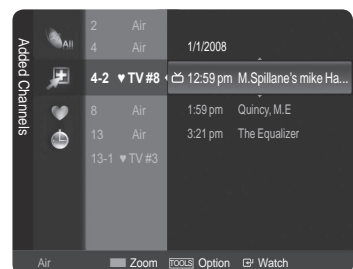 Added Channels
All
2 Air
4 Air 1/1/2008
4-2 ♥ TV #8 12:59 pm M.Spillane's mike Ha...
8 Air 1:59 pm Quincy, M.E
13 Air 3:21 pm The Equalizer
13-1 ♥ TV #3
Air Zoom TOOLS Option Watch